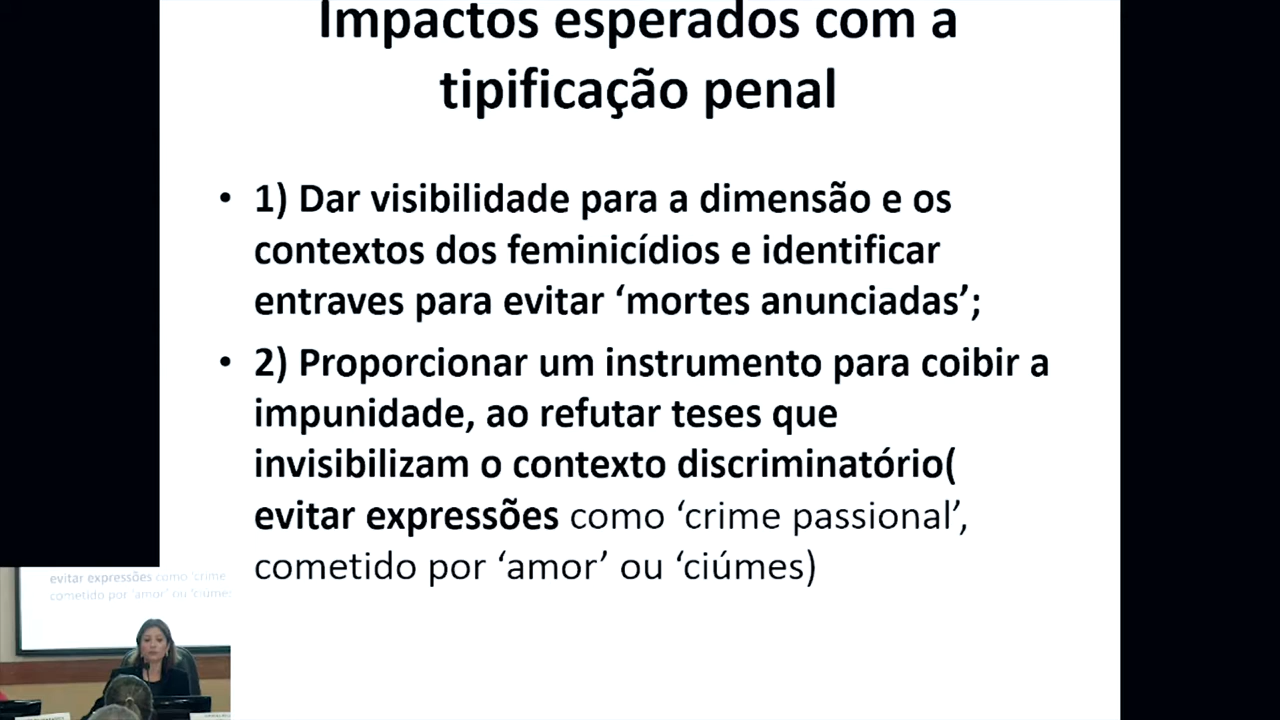 Impactos esperados com a
tipificação penal
• 1) Dar visibilidade para a dimensão e os
contextos dos feminicídios e identificar
entraves para evitar ‘mortes anunciadas’;
• 2) Proporcionar um instrumento para coibir a
impunidade, ao refutar teses que
invisibilizam o contexto discriminatório(
evitar expressões como ‘crime passional’,
cometido por ‘amor’ ou ‘ciúmes)
evitar expressões como ‘crime
cometido por ‘amor’ ou ‘ciúmes